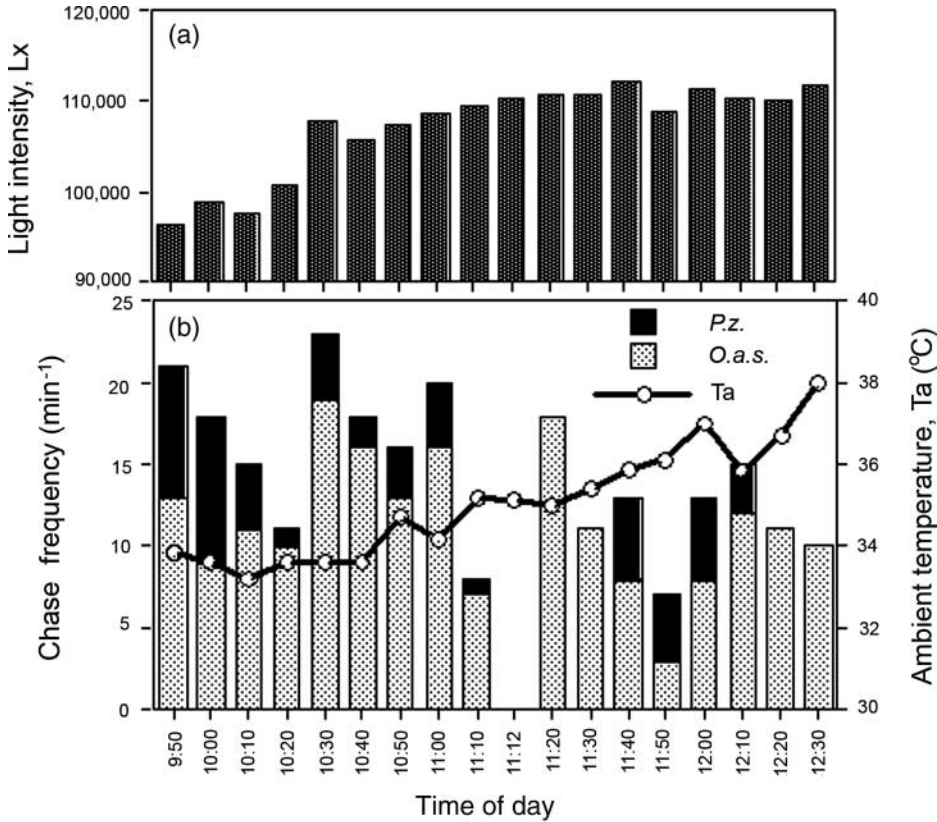 120,000
(a)
110,000
100,000
90,000
Light intensity, Lx
25
20
15
10
5
0
Chase frequency (min-1)
(b)
P.z.
O.a.s.
Ta
40
38
36
34
32
30
Ambient temperature, Ta (oC)
9:50 10:00 10:10 10:20 10:30 10:40 10:50 11:00 11:10 11:12 11:20 11:30 11:40 11:50 12:00 12:10 12:20 12:30
Time of day